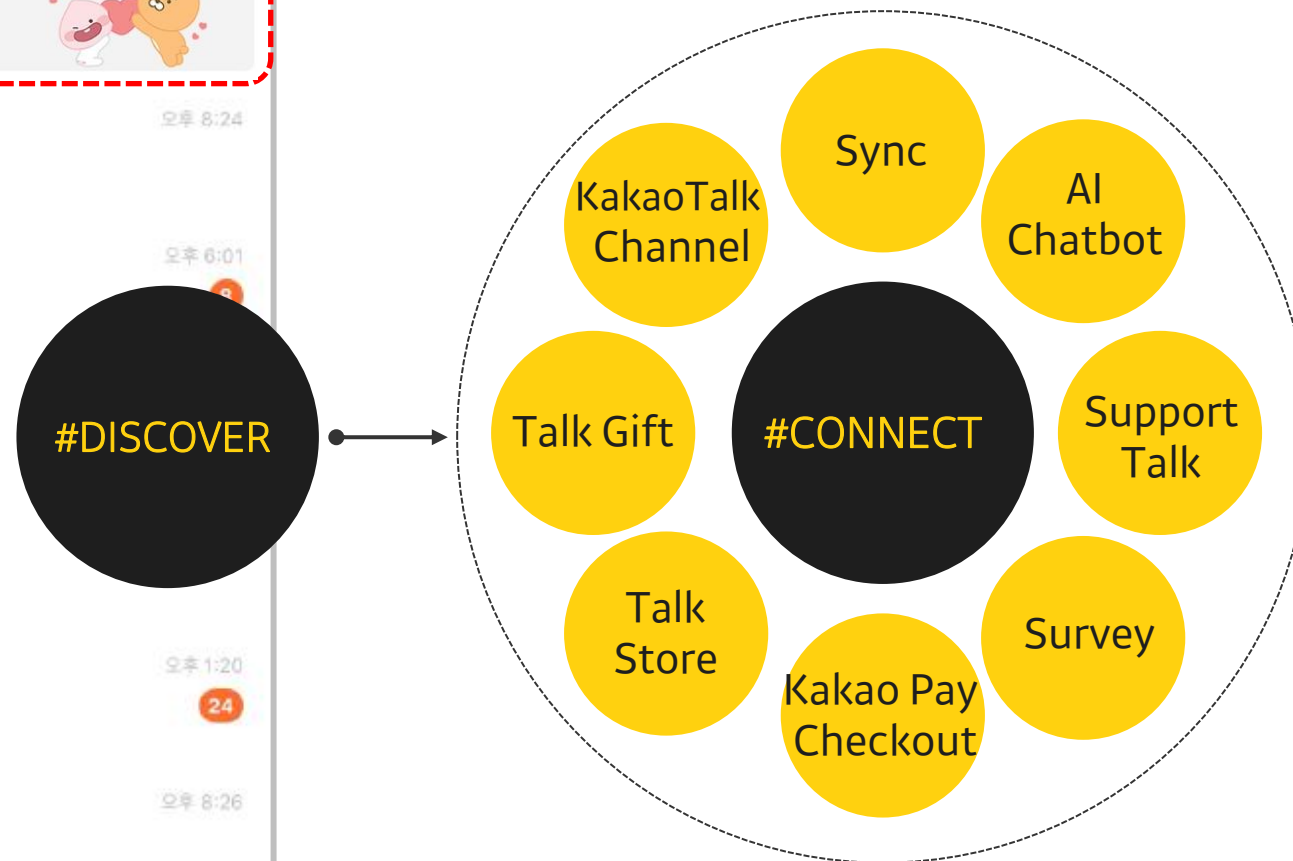 오후 8:24
오후 6:01
#DISCOVER
오후 1:20
24
오후 8:26
Sync
KakaoTalk
Channel
AI
Chatbot
Talk Gift
#CONNECT
Support
Talk
Talk
Store
Survey
Kakao Pay
Checkout